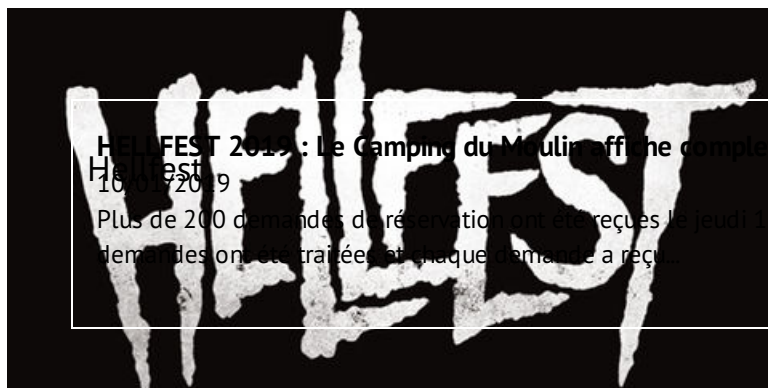 HELLFEST
HELLFEST 2019 : Le Camping du Moulin affiche comple
Hellfest
10/01/2019
Plus de 200 demandes de réservation ont été reçues le jeudi 1
demandes ont été traitées et chaque demande a reçu...